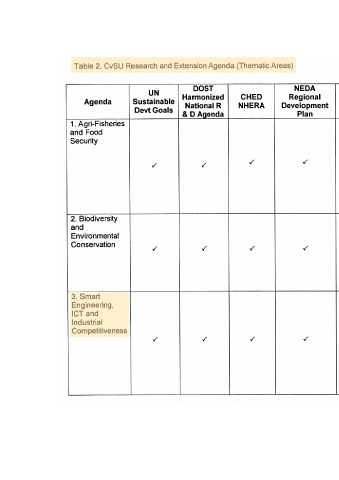 Table 2. CvSU Research and Extension Agenda (Thematic Areas)
Agenda
UN
Sustainable
Devt Goals
DOST
Harmonized
National R
& D Agenda
CHED
NHERA
NEDA
Regional
Development
Plan
1. Agri-Fisheries
and Food
Security
✓ ✓ ✓ ✓
2. Biodiversity
and
Environmental
Conservation
✓ ✓ ✓ ✓
3. Smart
Engineering,
ICT and
Industrial
Competitiveness
✓ ✓ ✓ ✓